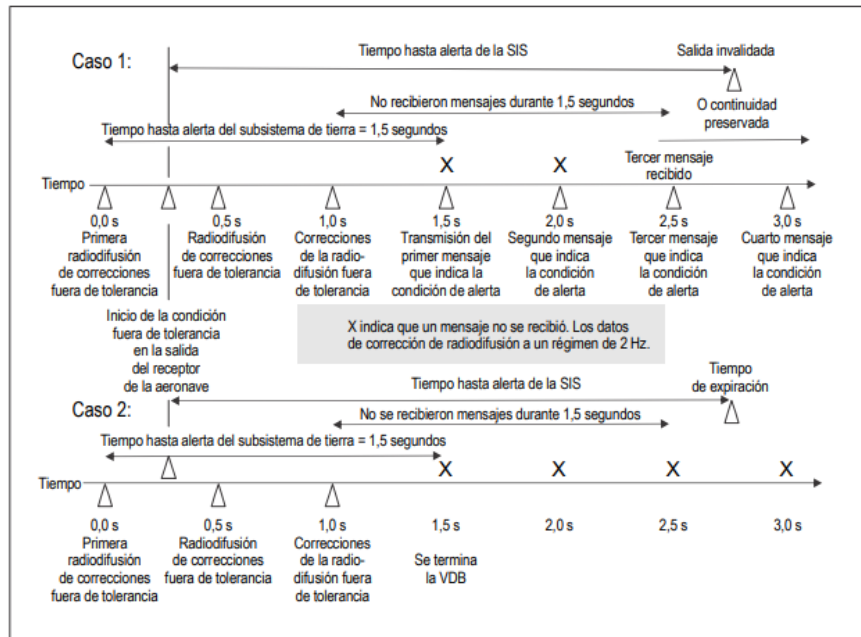 Caso 1:
Tiempo hasta alerta de la SIS
Salida invalidada
No recibieron mensajes durante 1,5 segundos
O continuidad
preservada
Tiempo hasta alerta del subsistema de tierra = 1,5 segundos
X
X
Tercer mensaje
recibido
Tiempo
0,0 s
Primera
radiodifusión
de correcciones
fuera de tolerancia
0,5 s
Radiodifusión
de correcciones
fuera de tolerancia
1,0 s
Correcciones
de la radio-
difusión fuera
de tolerancia
1,5 s
Transmisión del
primer mensaje
que indica la
condición de alerta
2,0 s
Segundo mensaje
que indica
la condición
de alerta
2,5 s
Tercer mensaje
que indica
la condición
de alerta
3,0 s
Cuarto mensaje
que indica
la condición
de alerta
Inicio de la condición
fuera de tolerancia
en la salida
del receptor
de la aeronave
X indica que un mensaje no se recibió. Los datos
de corrección de radiodifusión a un régimen de 2 Hz.
Caso 2:
Tiempo hasta alerta de la SIS
Tiempo
de expiración
No se recibieron mensajes durante 1,5 segundos
Tiempo hasta alerta del subsistema de tierra = 1,5 segundos
X
X
X
X
Tiempo
0,0 s
Primera
radiodifusión
de correcciones
fuera de tolerancia
0,5 s
Radiodifusión
de correcciones
fuera de tolerancia
1,0 s
Correcciones
de la radio-
difusión fuera
de tolerancia
1,5 s
Se termina
la VDB
2,0 s
2,5 s
3,0 s